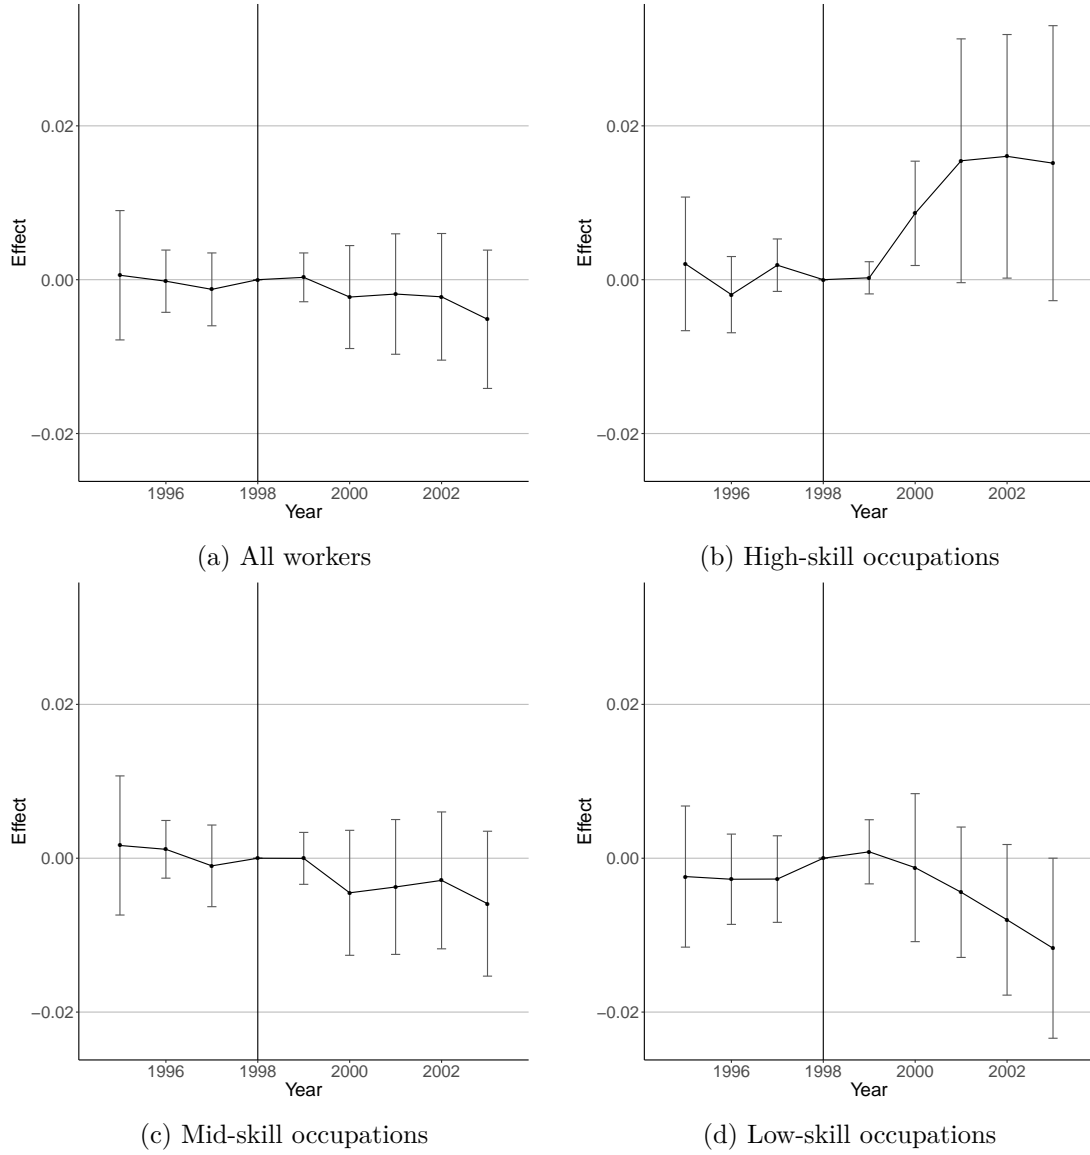 Effect
0.02
0.00
−0.02
1996 1998 2000 2002
Year
(a) All workers
Effect
0.02
0.00
−0.02
1996 1998 2000 2002
Year
(b) High-skill occupations
Effect
0.02
0.00
−0.02
1996 1998 2000 2002
Year
(c) Mid-skill occupations
Effect
0.02
0.00
−0.02
1996 1998 2000 2002
Year
(d) Low-skill occupations